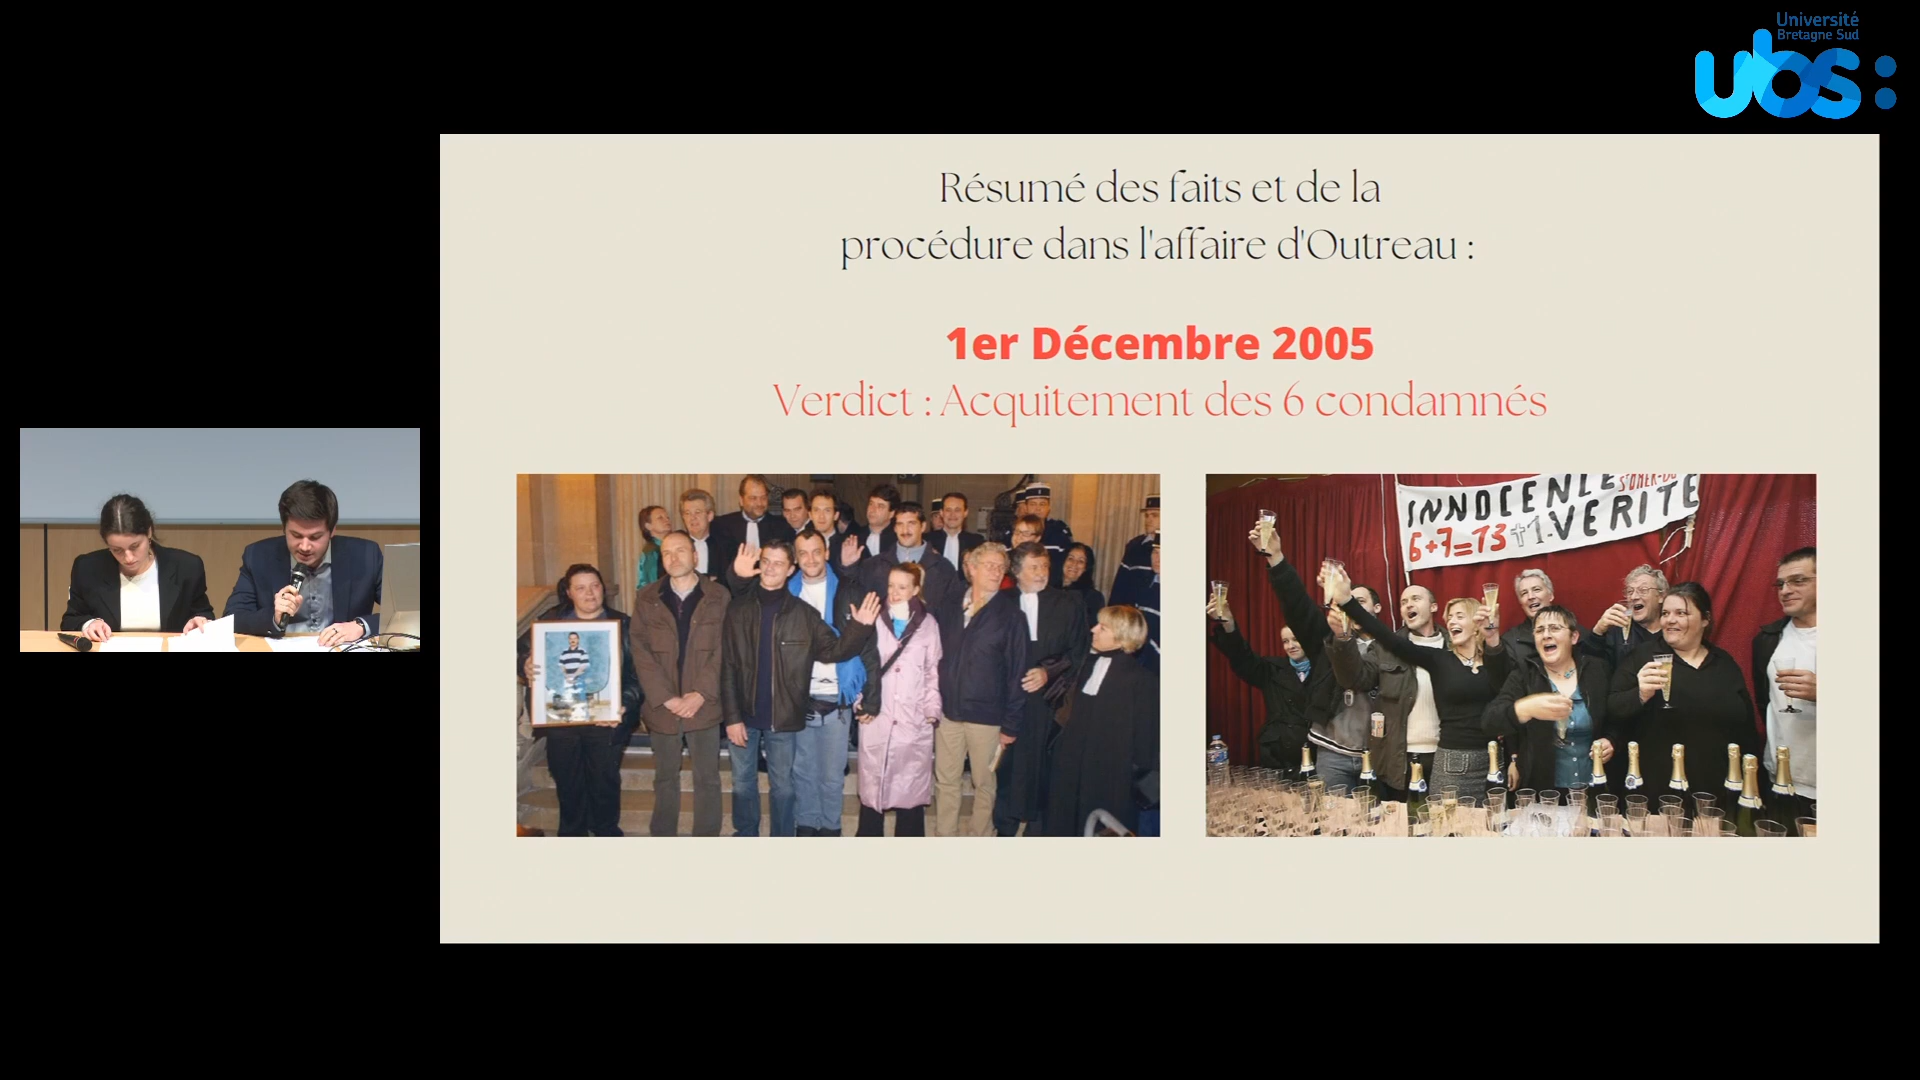 Université
Bretagne Sud
ubs:
Résumé des faits et de la
procédure dans l'affaire d'Outreau :
1er Décembre 2005
Verdict : Acquitement des 6 condamnés
INNOCENCE
6+7=13 +1-VERITE